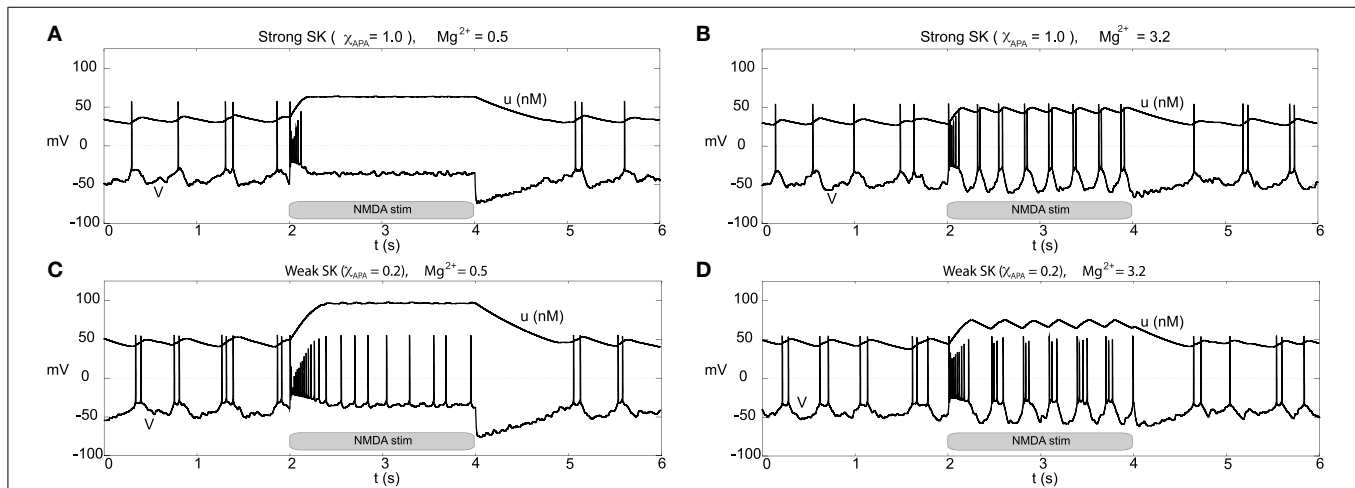 A
Strong SK ( χAPA = 1.0 ), Mg2+ = 0.5
100
50
0
-50
-100
mV
u (nM)
V
NMDA stim
0 1 2 3 4 5 6
t (s)
B
Strong SK ( χAPA = 1.0 ), Mg2+ = 3.2
100
50
0
-50
-100
mV
u (nM)
V
NMDA stim
0 1 2 3 4 5 6
t (s)
C
Weak SK (χAPA = 0.2), Mg2+ = 0.5
100
50
0
-50
-100
mV
u (nM)
V
NMDA stim
0 1 2 3 4 5 6
t (s)
D
Weak SK (χAPA = 0.2), Mg2+ = 3.2
100
50
0
-50
-100
mV
u (nM)
V
NMDA stim
0 1 2 3 4 5 6
t (s)